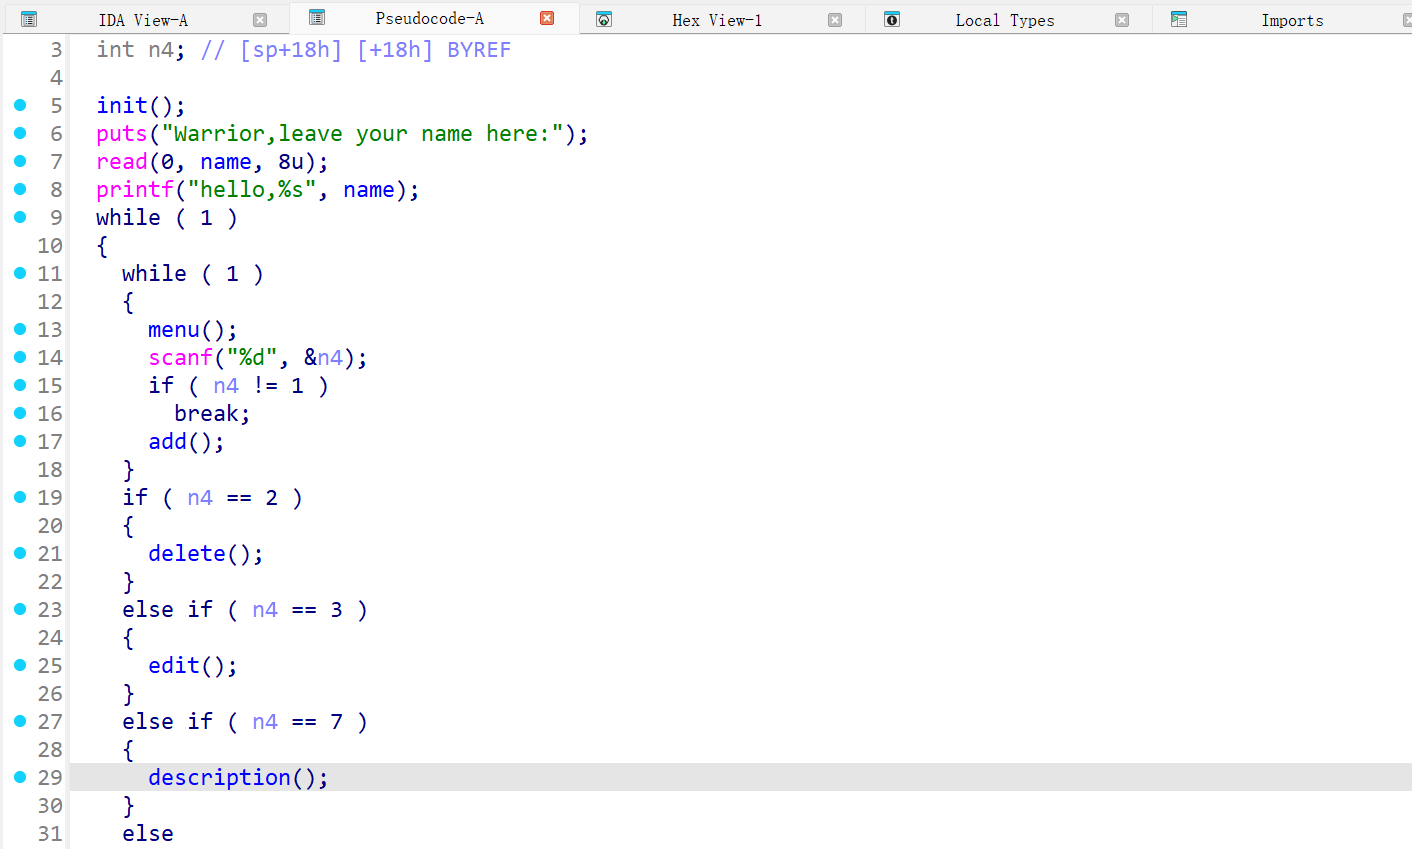 IDA View-A Pseudocode-A Hex View-1 Local Types Imports
3 int n4; // [sp+18h] [+18h] BYREF
4
5 init();
6 puts("Warrior,leave your name here:");
7 read(0, name, 8u);
8 printf("hello,%s", name);
9 while ( 1 )
10 {
11 while ( 1 )
12 {
13 menu();
14 scanf("%d", &n4);
15 if ( n4 != 1 )
16 break;
17 add();
18 }
19 if ( n4 == 2 )
20 {
21 delete();
22 }
23 else if ( n4 == 3 )
24 {
25 edit();
26 }
27 else if ( n4 == 7 )
28 {
29 description();
30 }
31 else